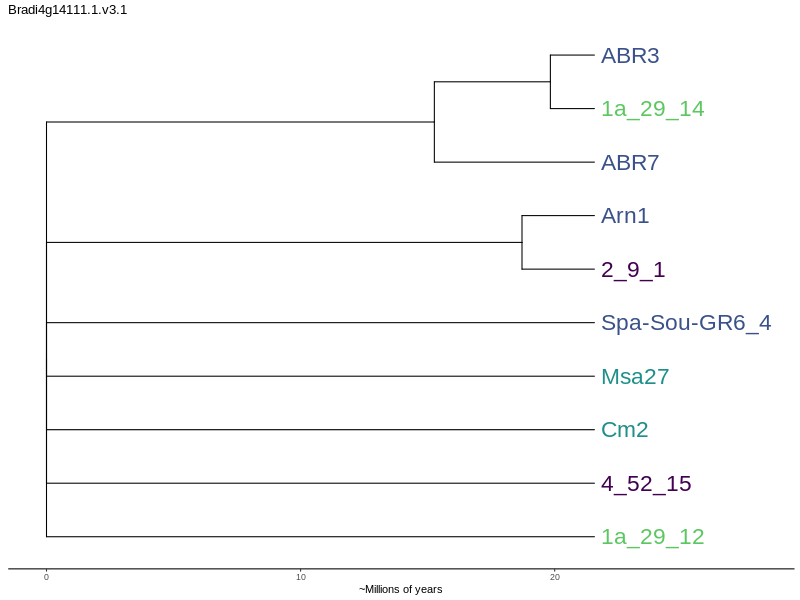 Bradi4g14111.1.v3.1
ABR3
1a_29_14
ABR7
Arn1
2_9_1
Spa-Sou-GR6_4
Msa27
Cm2
4_52_15
1a_29_12
0 10 20
~Millions of years